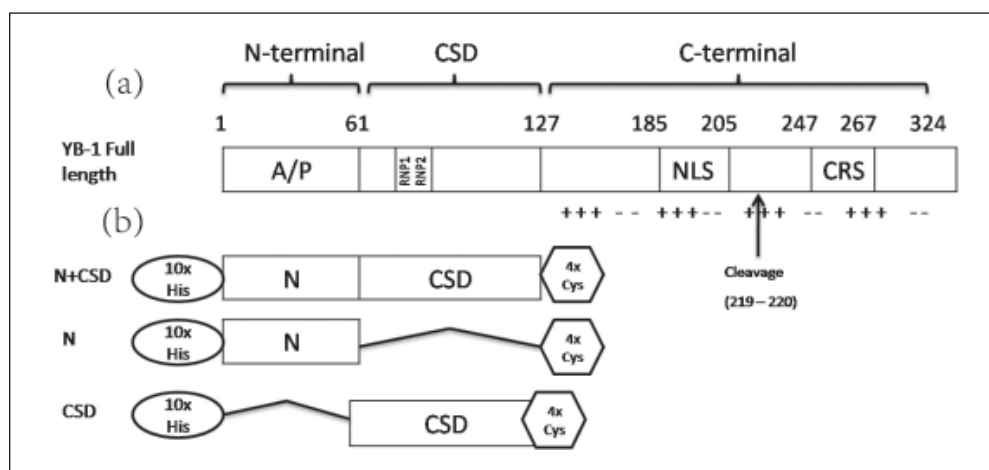 N-terminal CSD C-terminal
(a)
1 61 127 185 205 247 267 324
YB-1 Full
length
A/P RNP1 RNP2 NLS CRS
+++ -- +++-- +++ -- +++ --
(b)
Cleavage
(219–220)
N+CSD 10x His N CSD 4x Cys
N 10x His N 4x Cys
CSD 10x His CSD 4x Cys